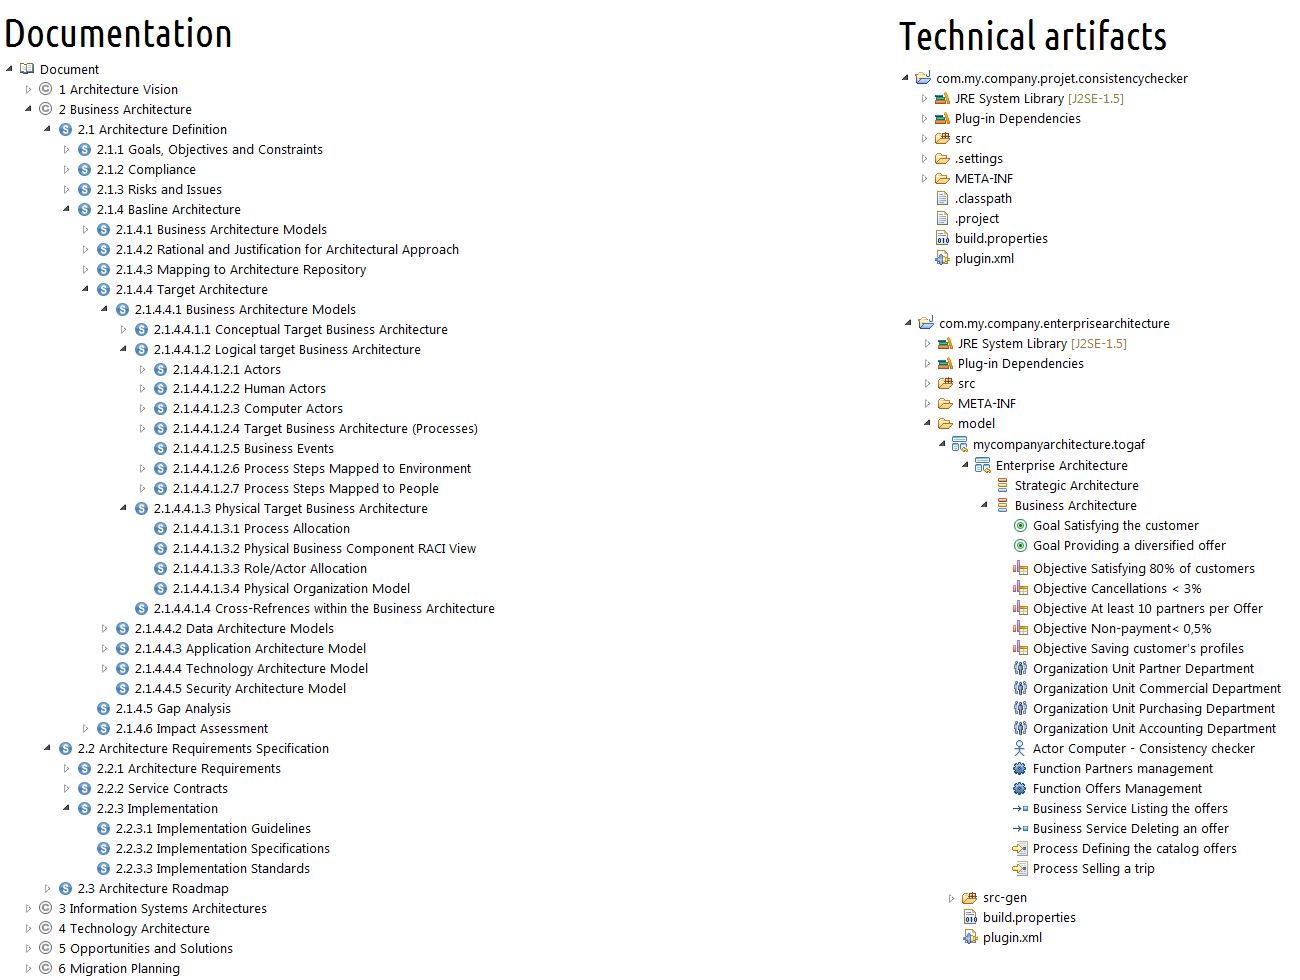 Documentation
Document
1 Architecture Vision
2 Business Architecture
2.1 Architecture Definition
2.1.1 Goals, Objectives and Constraints
2.1.2 Compliance
2.1.3 Risks and Issues
2.1.4 Basline Architecture
2.1.4.1 Business Architecture Models
2.1.4.2 Rational and Justification for Architectural Approach
2.1.4.3 Mapping to Architecture Repository
2.1.4.4 Target Architecture
2.1.4.4.1 Business Architecture Models
2.1.4.4.1.1 Conceptual Target Business Architecture
2.1.4.4.1.2 Logical target Business Architecture
2.1.4.4.1.2.1 Actors
2.1.4.4.1.2.2 Human Actors
2.1.4.4.1.2.3 Computer Actors
2.1.4.4.1.2.4 Target Business Architecture (Processes)
2.1.4.4.1.2.5 Business Events
2.1.4.4.1.2.6 Process Steps Mapped to Environment
2.1.4.4.1.2.7 Process Steps Mapped to People
2.1.4.4.1.3 Physical Target Business Architecture
2.1.4.4.1.3.1 Process Allocation
2.1.4.4.1.3.2 Physical Business Component RACI View
2.1.4.4.1.3.3 Role/Actor Allocation
2.1.4.4.1.3.4 Physical Organization Model
2.1.4.4.1.4 Cross-Refrences within the Business Architecture
2.1.4.4.2 Data Architecture Models
2.1.4.4.3 Application Architecture Model
2.1.4.4.4 Technology Architecture Model
2.1.4.4.5 Security Architecture Model
2.1.4.5 Gap Analysis
2.1.4.6 Impact Assessment
2.2 Architecture Requirements Specification
2.2.1 Architecture Requirements
2.2.2 Service Contracts
2.2.3 Implementation
2.2.3.1 Implementation Guidelines
2.2.3.2 Implementation Specifications
2.2.3.3 Implementation Standards
2.3 Architecture Roadmap
3 Information Systems Architectures
4 Technology Architecture
5 Opportunities and Solutions
6 Migration Planning
Technical artifacts
com.my.company.projet.consistencychecker
JRE System Library [J2SE-1.5]
Plug-in Dependencies
src
.settings
META-INF
.classpath
.project
build.properties
plugin.xml
com.my.company.enterprisearchitecture
JRE System Library [J2SE-1.5]
Plug-in Dependencies
src
META-INF
model
mycompanyarchitecture.togaf
Enterprise Architecture
Strategic Architecture
Business Architecture
Goal Satisfying the customer
Goal Providing a diversified offer
Objective Satisfying 80% of customers
Objective Cancellations < 3%
Objective At least 10 partners per Offer
Objective Non-payment< 0,5%
Objective Saving customer's profiles
Organization Unit Partner Department
Organization Unit Commercial Department
Organization Unit Purchasing Department
Organization Unit Accounting Department
Actor Computer - Consistency checker
Function Partners management
Function Offers Management
Business Service Listing the offers
Business Service Deleting an offer
Process Defining the catalog offers
Process Selling a trip
src-gen
build.properties
plugin.xml